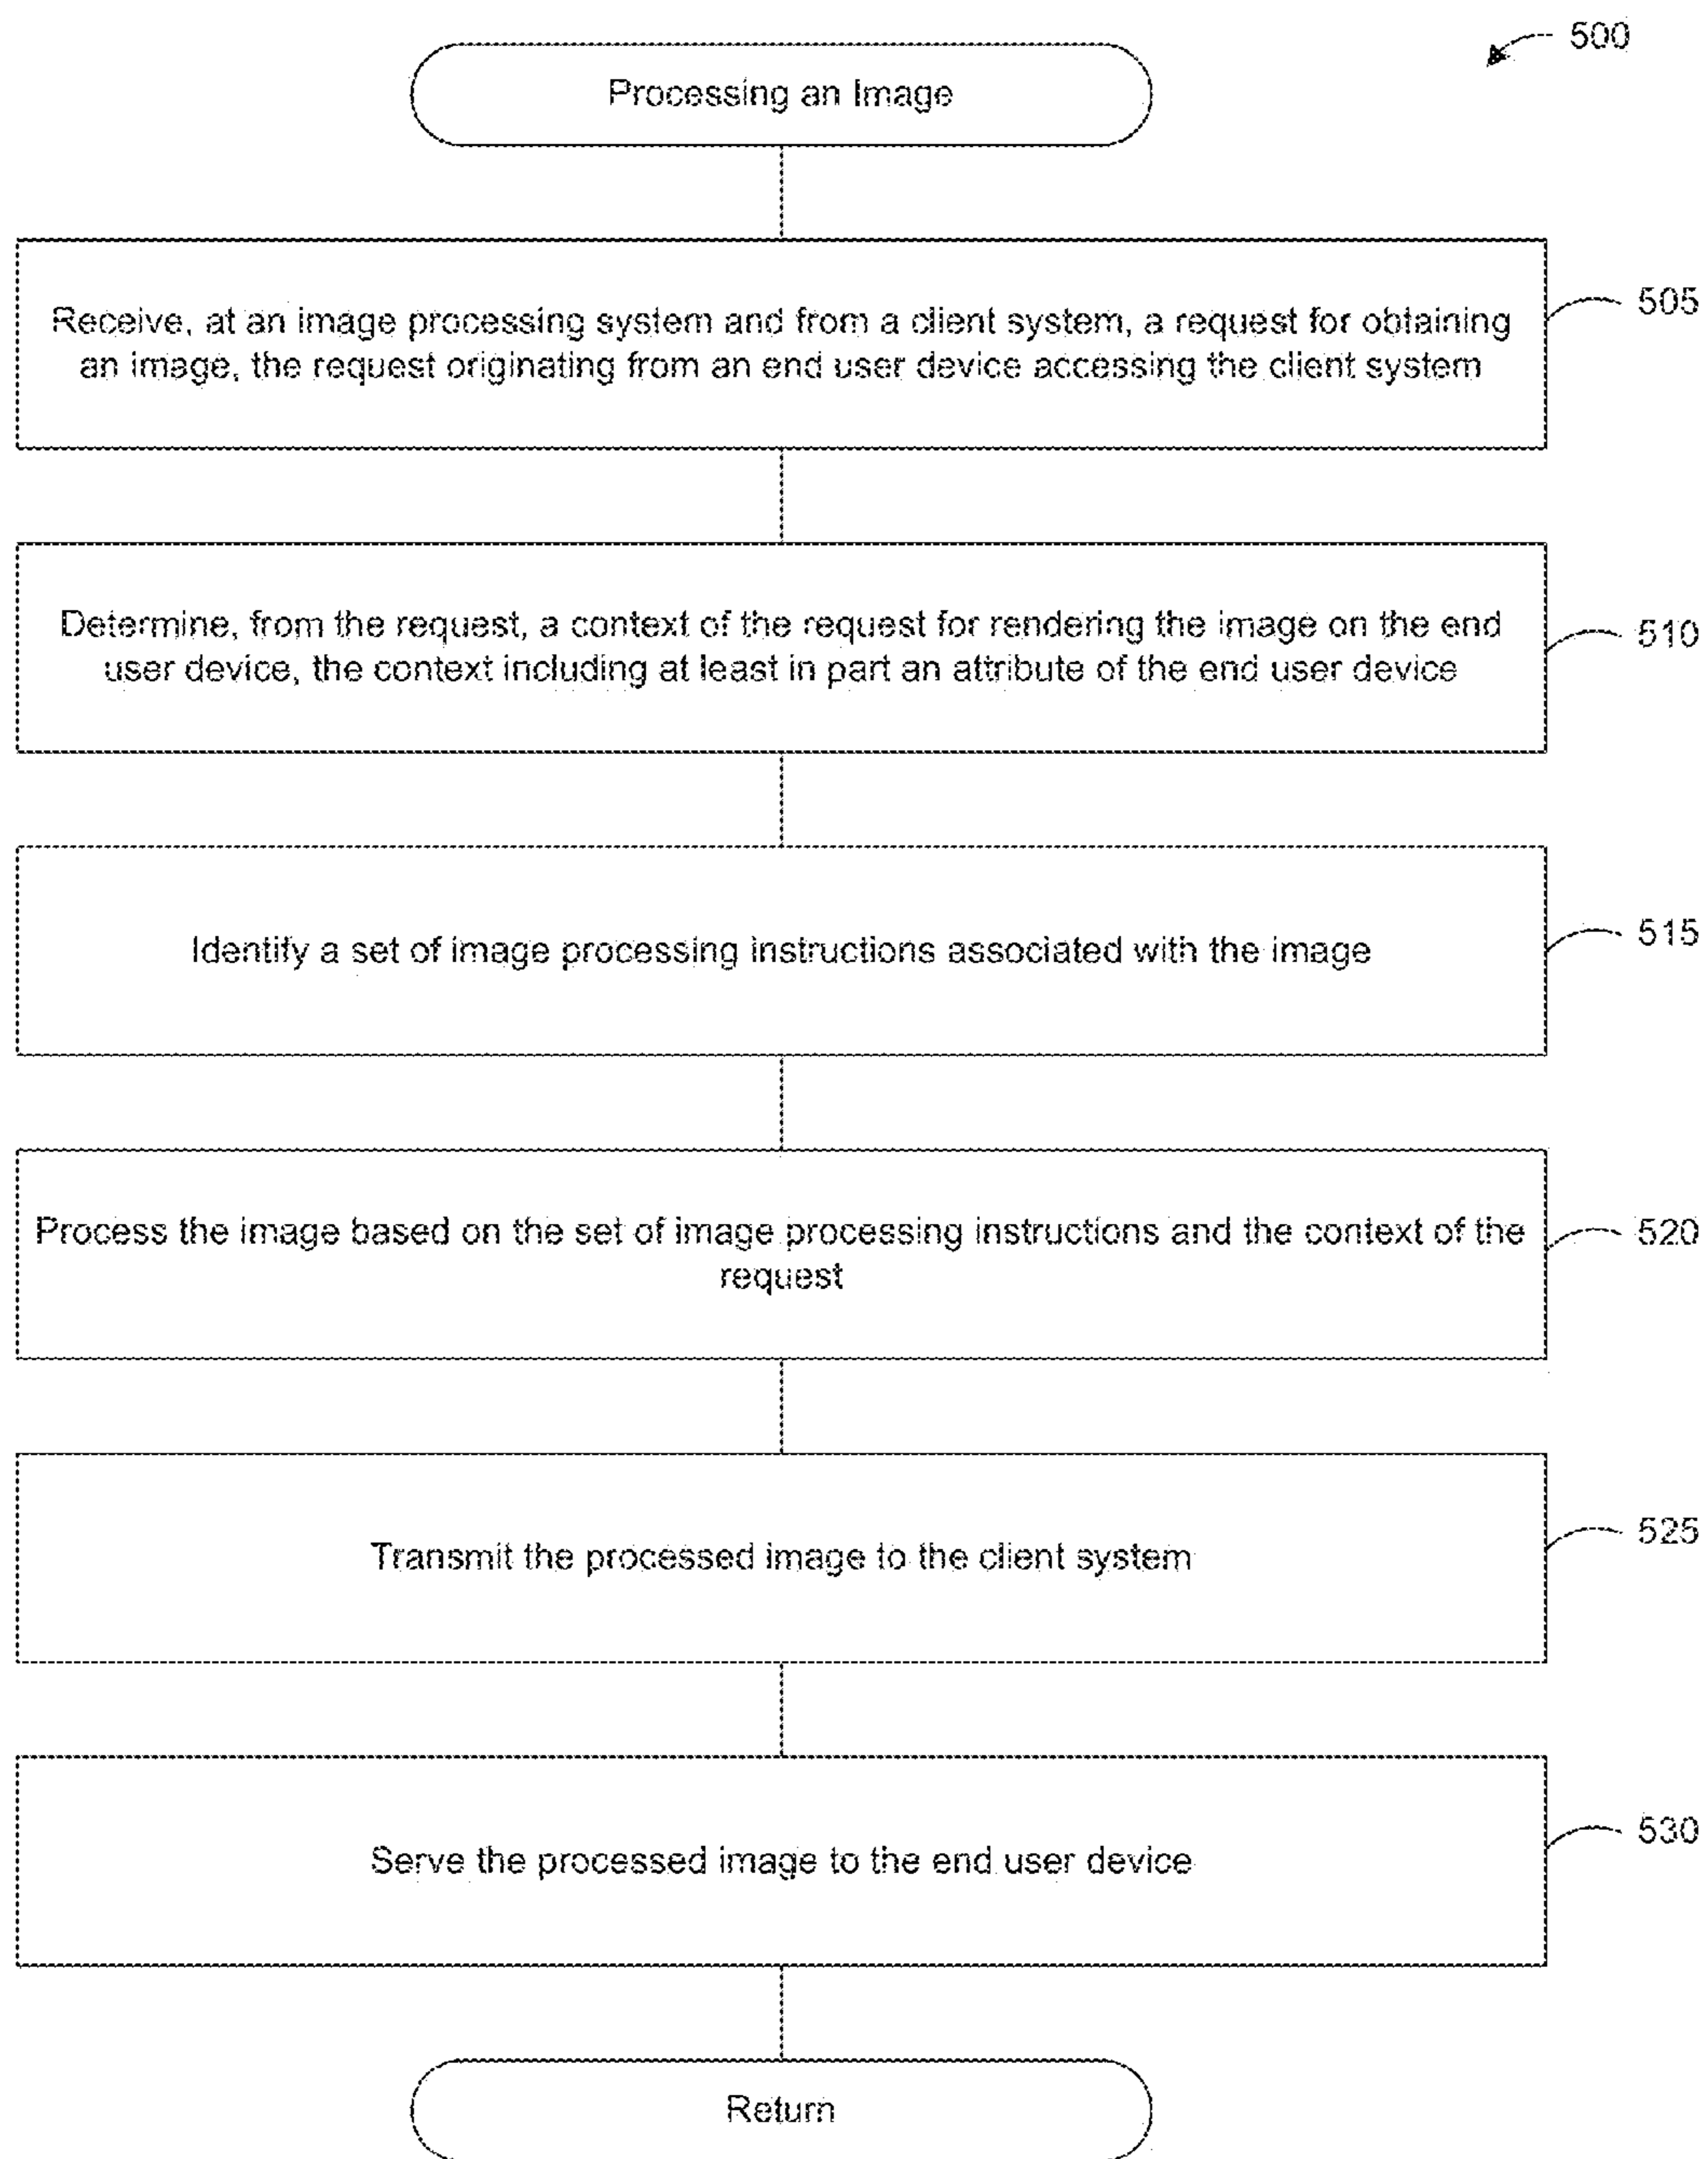 500
Processing an Image
Receive, at an image processing system and from a client system, a request for obtaining
an image, the request originating from an end user device accessing the client system
505
Determine, from the request, a context of the request for rendering the image on the end
user device, the context including at least in part an attribute of the end user device
510
Identify a set of image processing instructions associated with the image
515
Process the image based on the set of image processing instructions and the context of the
request
520
Transmit the processed image to the client system
525
Serve the processed image to the end user device
530
Return